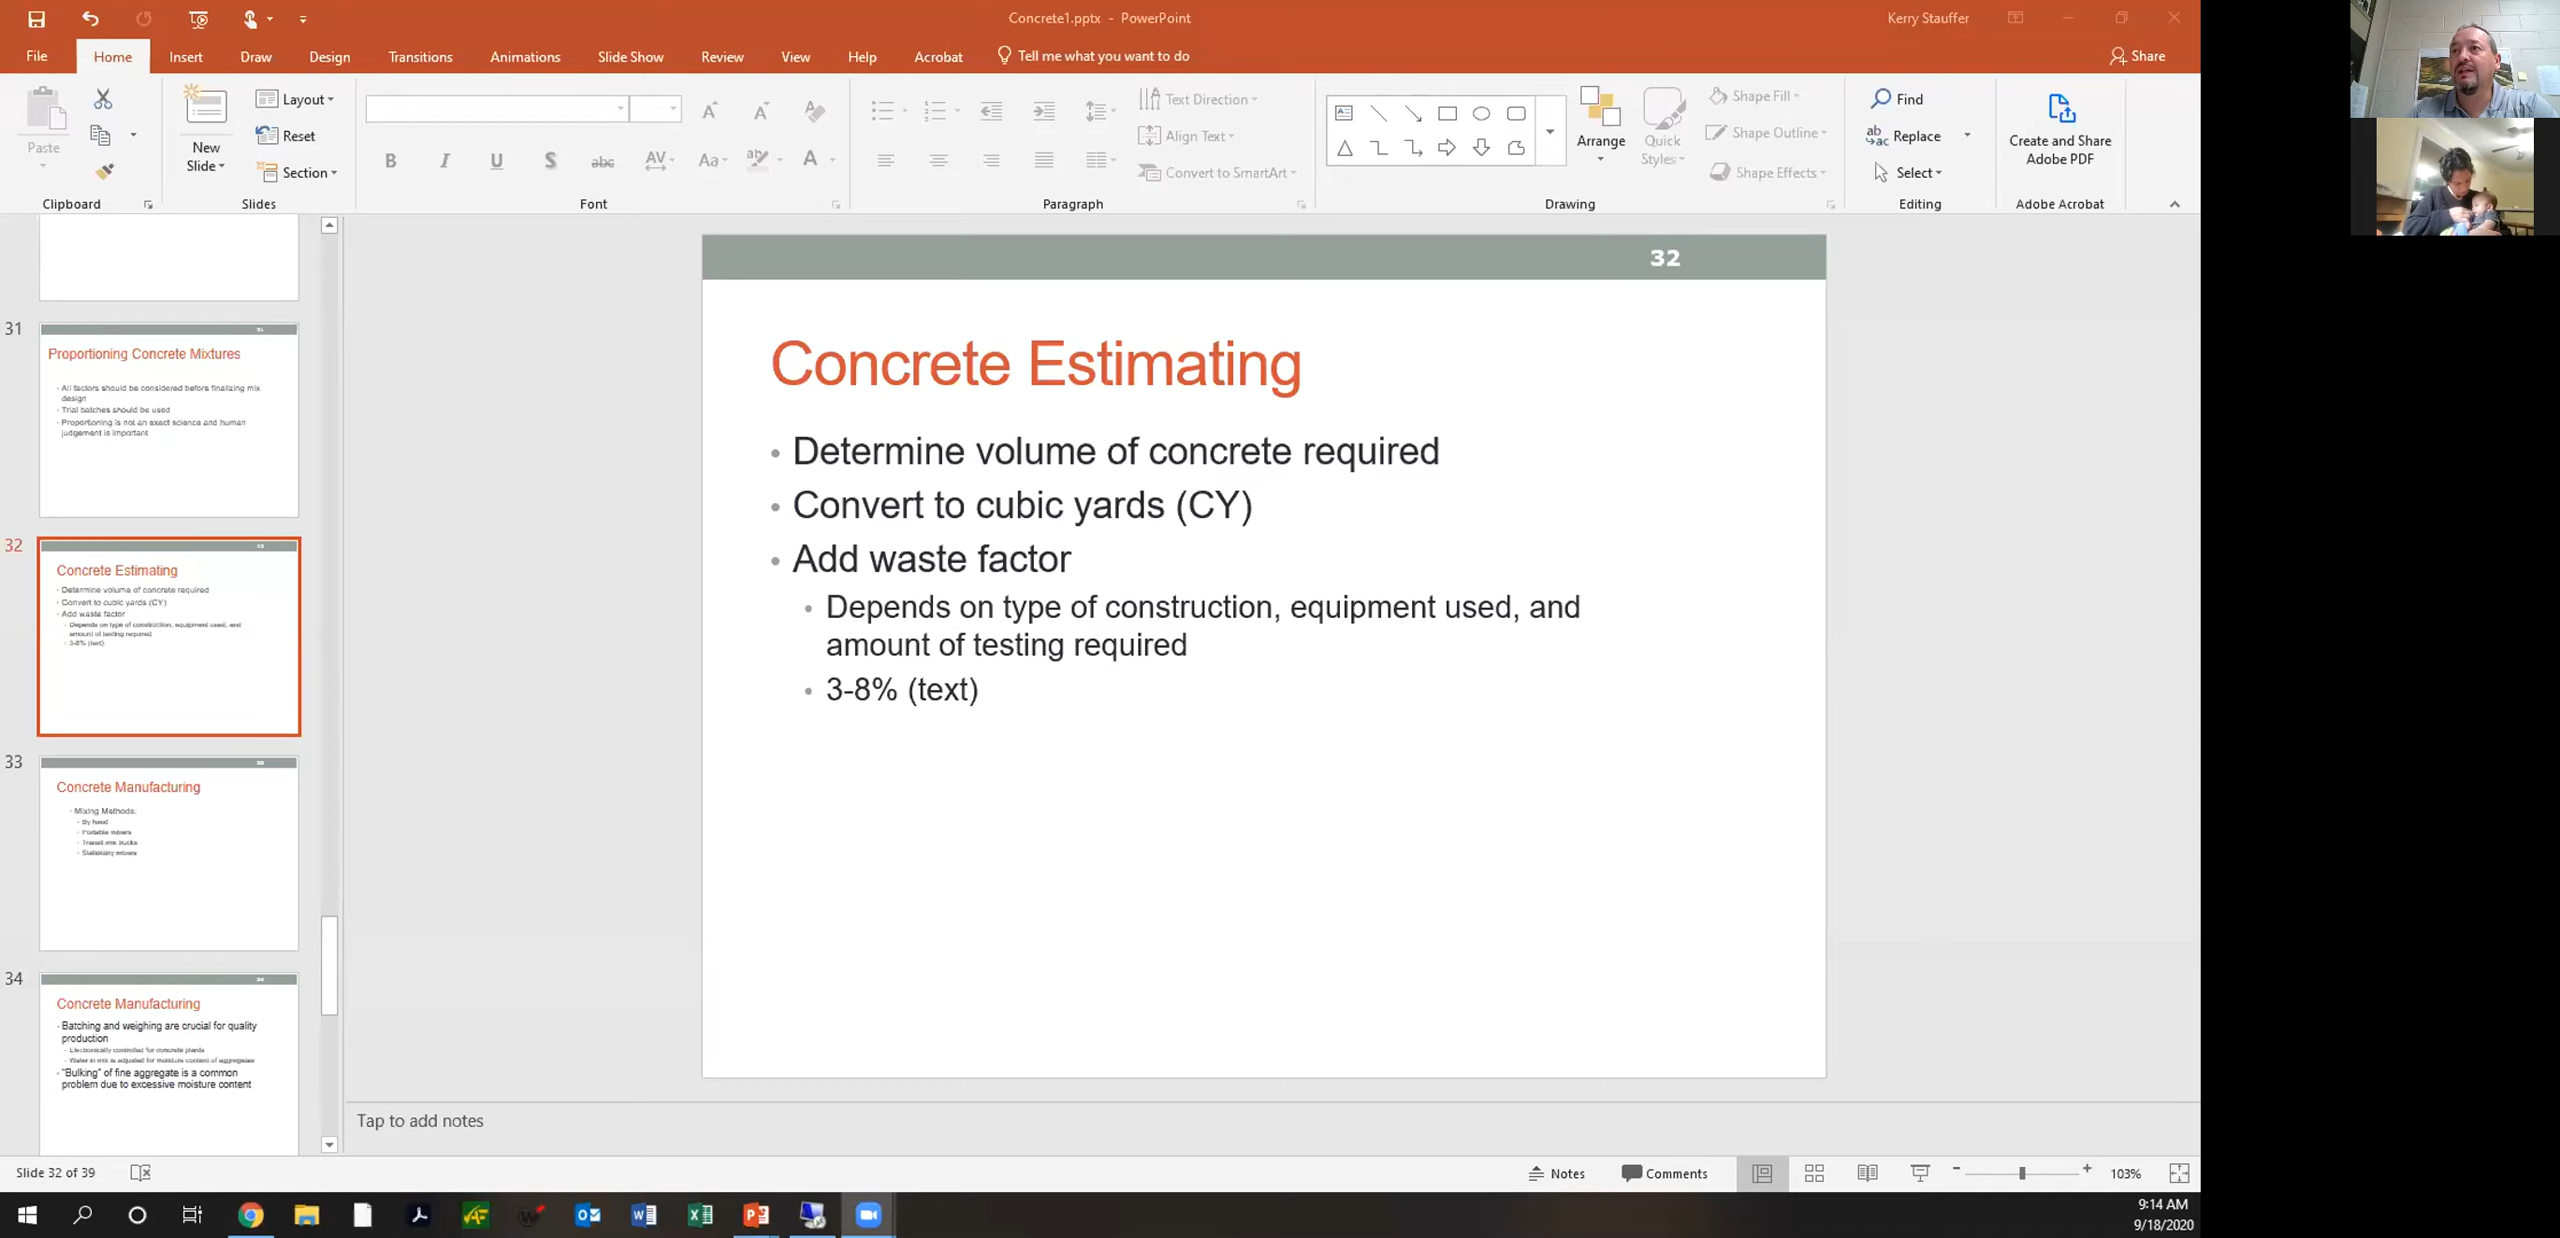 Concrete1.pptx - PowerPoint
Kerry Stauffer
File Home Insert Draw Design Transitions Animations Slide Show Review View Help Acrobat Tell me what you want to do
Share
Paste
Clipboard
New
Slide
Layout
Reset
Section
Slides
B I U S abc AV Aa A
Font
Text Direction
Align Text
Convert to SmartArt
Paragraph
Arrange
Quick
Styles
Shape Fill
Shape Outline
Shape Effects
Drawing
Find
Replace
Select
Editing
Create and Share
Adobe PDF
Adobe Acrobat
31
Proportioning Concrete Mixtures
All factors should be considered before finalizing mix
design
Trial batches should be used
Proportioning is not an exact science and human
judgement is important
32
Concrete Estimating
Determine volume of concrete required
Convert to cubic yards (CY)
Add waste factor
Depends on type of construction, equipment used, and
amount of testing required
3-8% (text)
33
Concrete Manufacturing
Mixing Methods:
By hand
Portable mixers
Transit mix trucks
Stationary mixers
34
Concrete Manufacturing
Batching and weighing are crucial for quality
production
Electronically controlled for concrete plants
Water in mix is adjusted for moisture content of aggregates
"Bulking" of fine aggregate is a common
problem due to excessive moisture content
32
Concrete Estimating
• Determine volume of concrete required
• Convert to cubic yards (CY)
• Add waste factor
• Depends on type of construction, equipment used, and
amount of testing required
• 3-8% (text)
Tap to add notes
Slide 32 of 39
Notes
Comments
103%
9:14 AM
9/18/2020